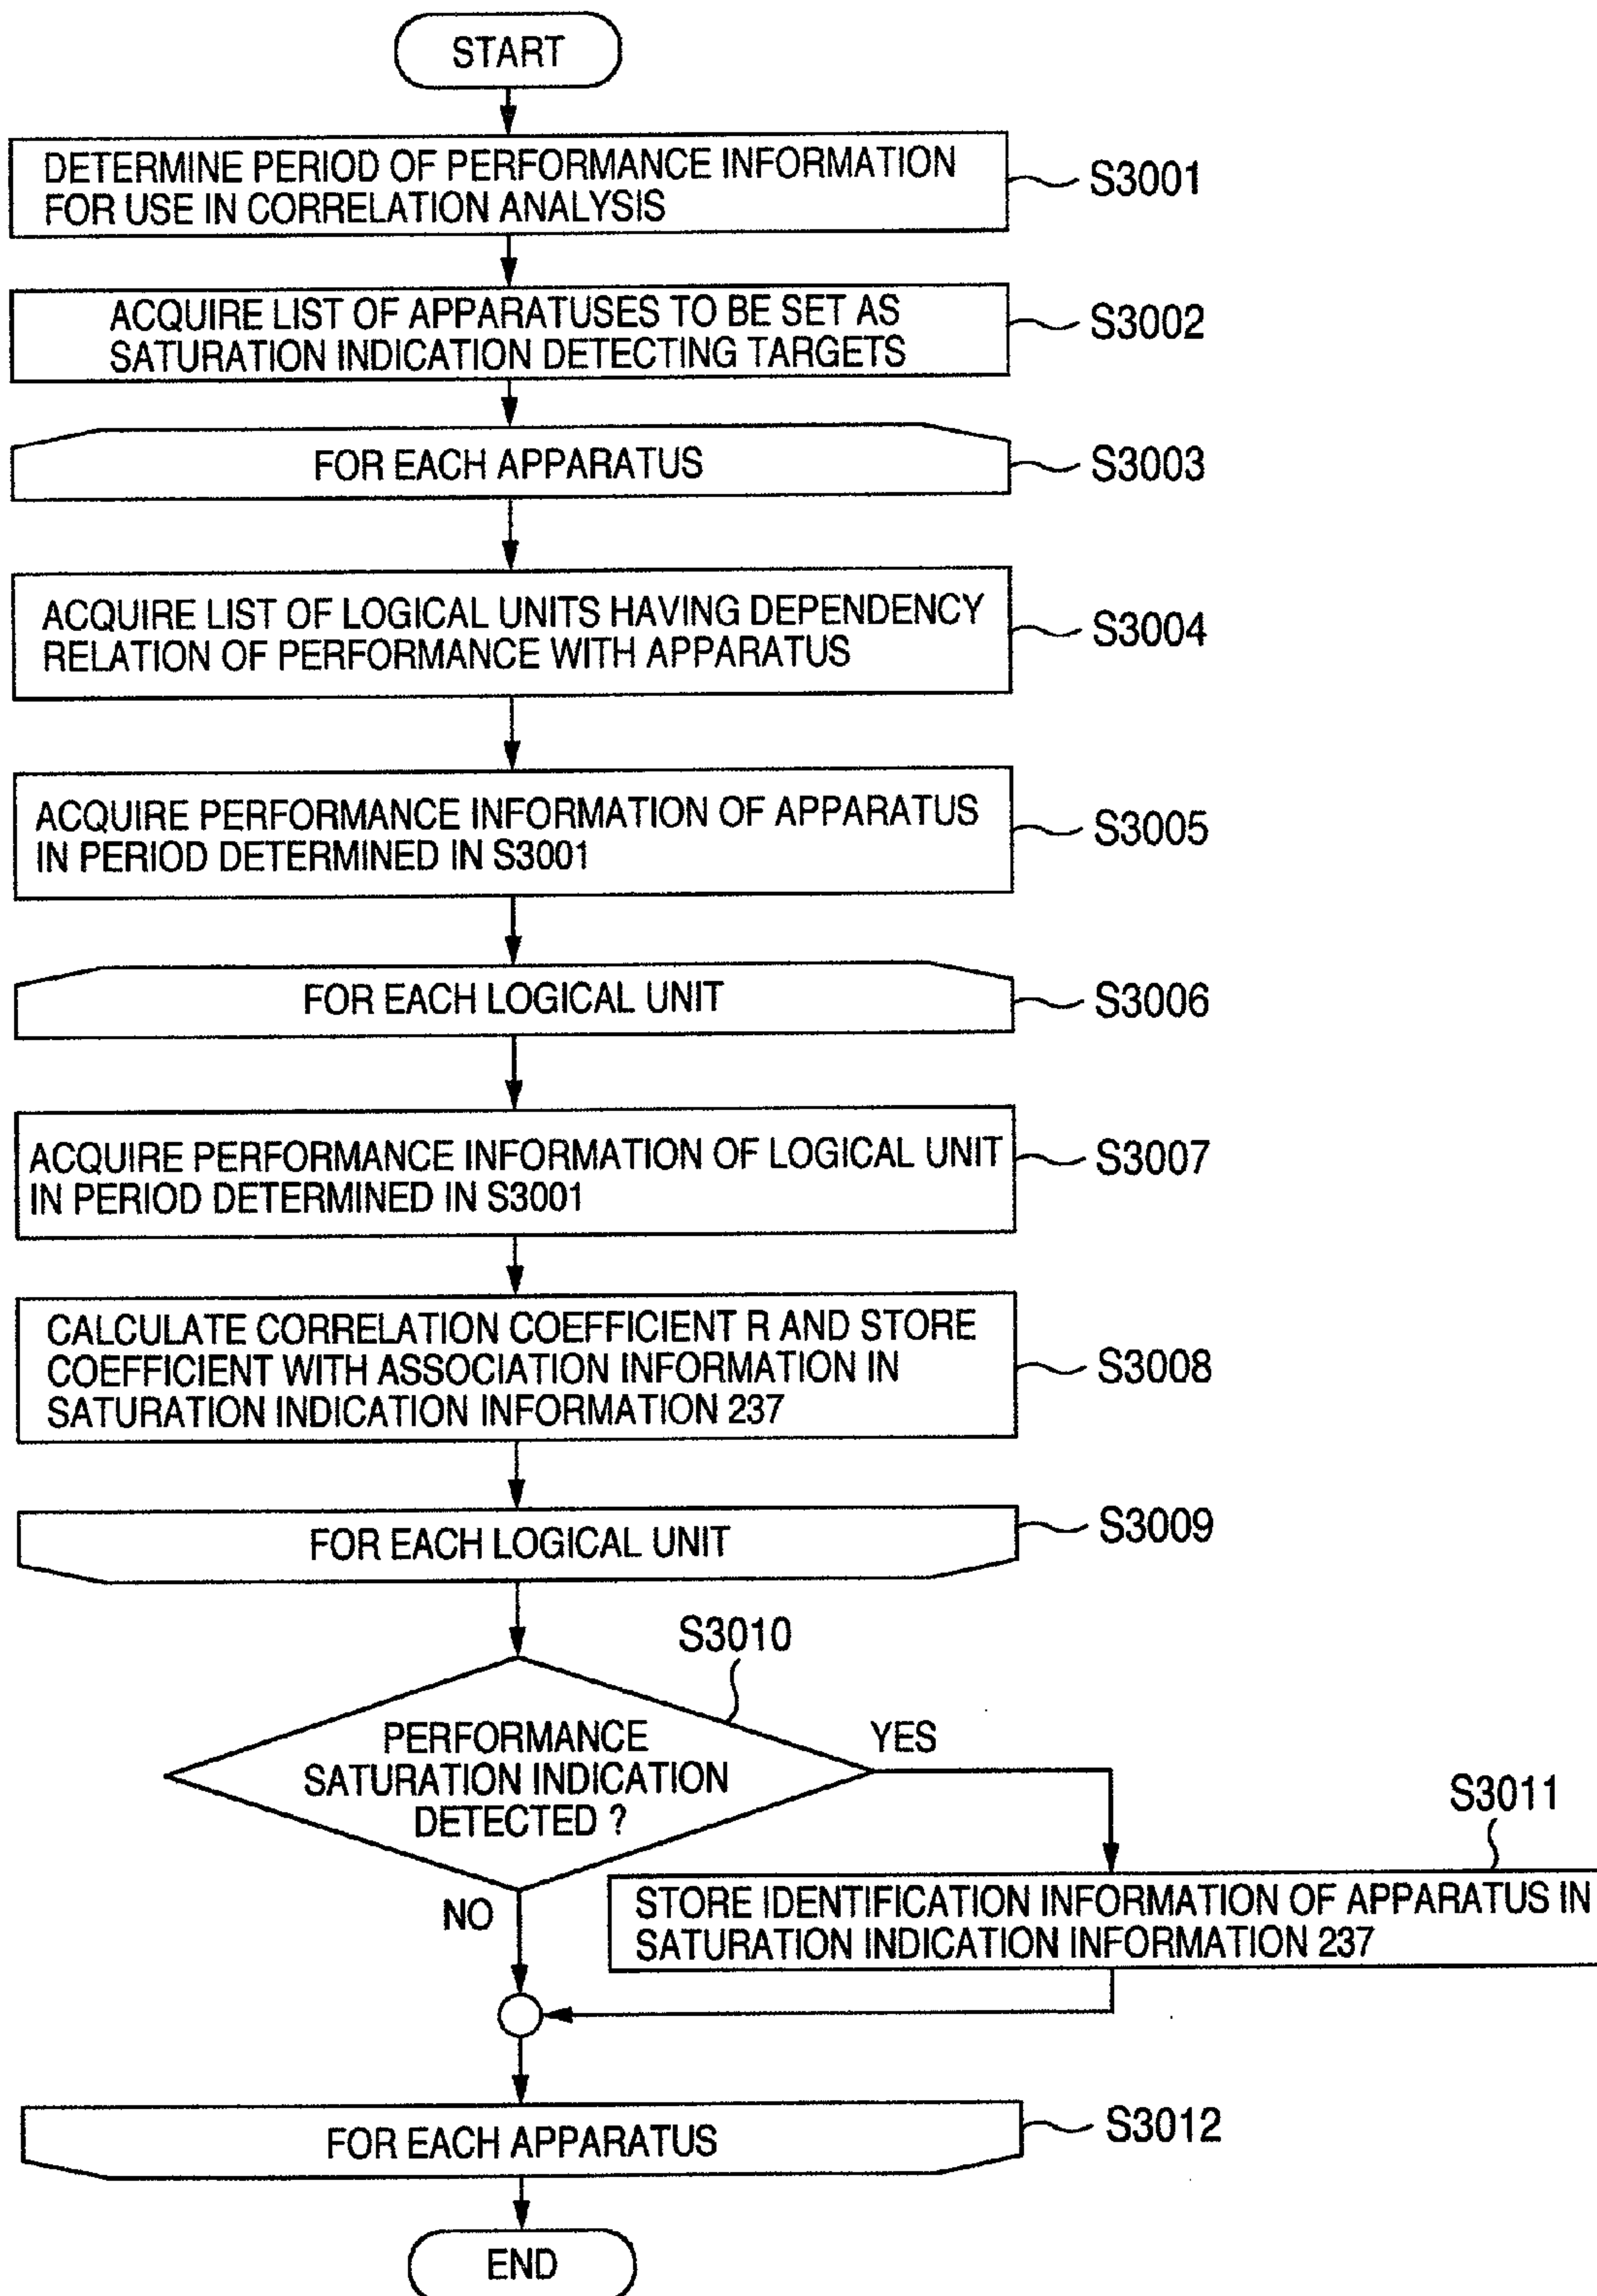 START
DETERMINE PERIOD OF PERFORMANCE INFORMATION
FOR USE IN CORRELATION ANALYSIS
S3001
ACQUIRE LIST OF APPARATUSES TO BE SET AS
SATURATION INDICATION DETECTING TARGETS
S3002
FOR EACH APPARATUS
S3003
ACQUIRE LIST OF LOGICAL UNITS HAVING DEPENDENCY
RELATION OF PERFORMANCE WITH APPARATUS
S3004
ACQUIRE PERFORMANCE INFORMATION OF APPARATUS
IN PERIOD DETERMINED IN S3001
S3005
FOR EACH LOGICAL UNIT
S3006
ACQUIRE PERFORMANCE INFORMATION OF LOGICAL UNIT
IN PERIOD DETERMINED IN S3001
S3007
CALCULATE CORRELATION COEFFICIENT R AND STORE
COEFFICIENT WITH ASSOCIATION INFORMATION IN
SATURATION INDICATION INFORMATION 237
S3008
FOR EACH LOGICAL UNIT
S3009
S3010
PERFORMANCE
SATURATION INDICATION
DETECTED ?
YES
NO
S3011
STORE IDENTIFICATION INFORMATION OF APPARATUS IN
SATURATION INDICATION INFORMATION 237
FOR EACH APPARATUS
S3012
END